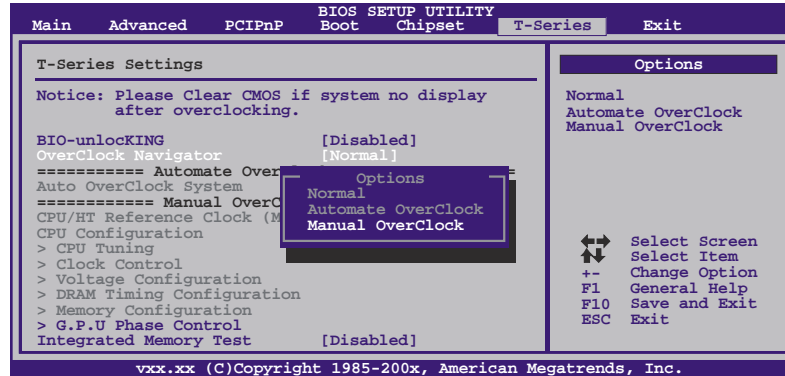 BIOS SETUP UTILITY
Main Advanced PCIPnP Boot Chipset T-Series Exit
T-Series Settings
Notice: Please Clear CMOS if system no display
after overclocking.
BIO-unlocKING [Disabled]
OverClock Navigator [Normal]
=========== Automate Over =
Auto OverClock System
============ Manual OverC
CPU/HT Reference Clock (M
CPU Configuration
> CPU Tuning
> Clock Control
> Voltage Configuration
> DRAM Timing Configuration
> Memory Configuration
> G.P.U Phase Control
Integrated Memory Test [Disabled]
Options
Normal
Automate OverClock
Manual OverClock
Options
Normal
Automate OverClock
Manual OverClock
Select Screen
Select Item
+- Change Option
F1 General Help
F10 Save and Exit
ESC Exit
vxx.xx (C)Copyright 1985-200x, American Megatrends, Inc.